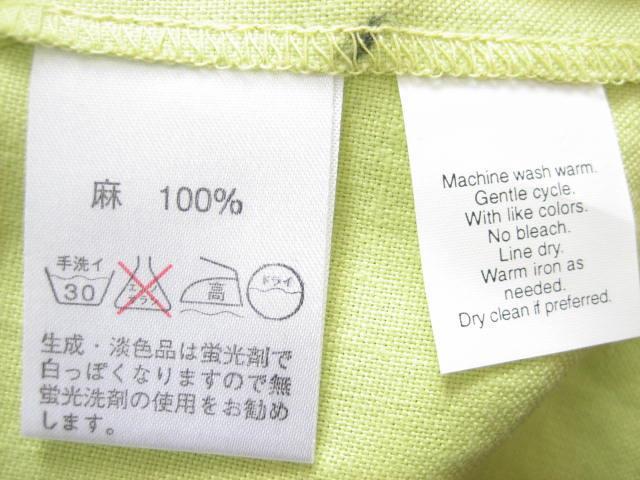 麻 100%
手洗イ
30
エンソ
サラシ
高
ドライ
生成・淡色品は蛍光剤で
白っぽくなりますので無
蛍光洗剤の使用をお勧め
します。
Machine wash warm.
Gentle cycle.
With like colors.
No bleach.
Line dry.
Warm iron as
needed.
Dry clean if preferred.